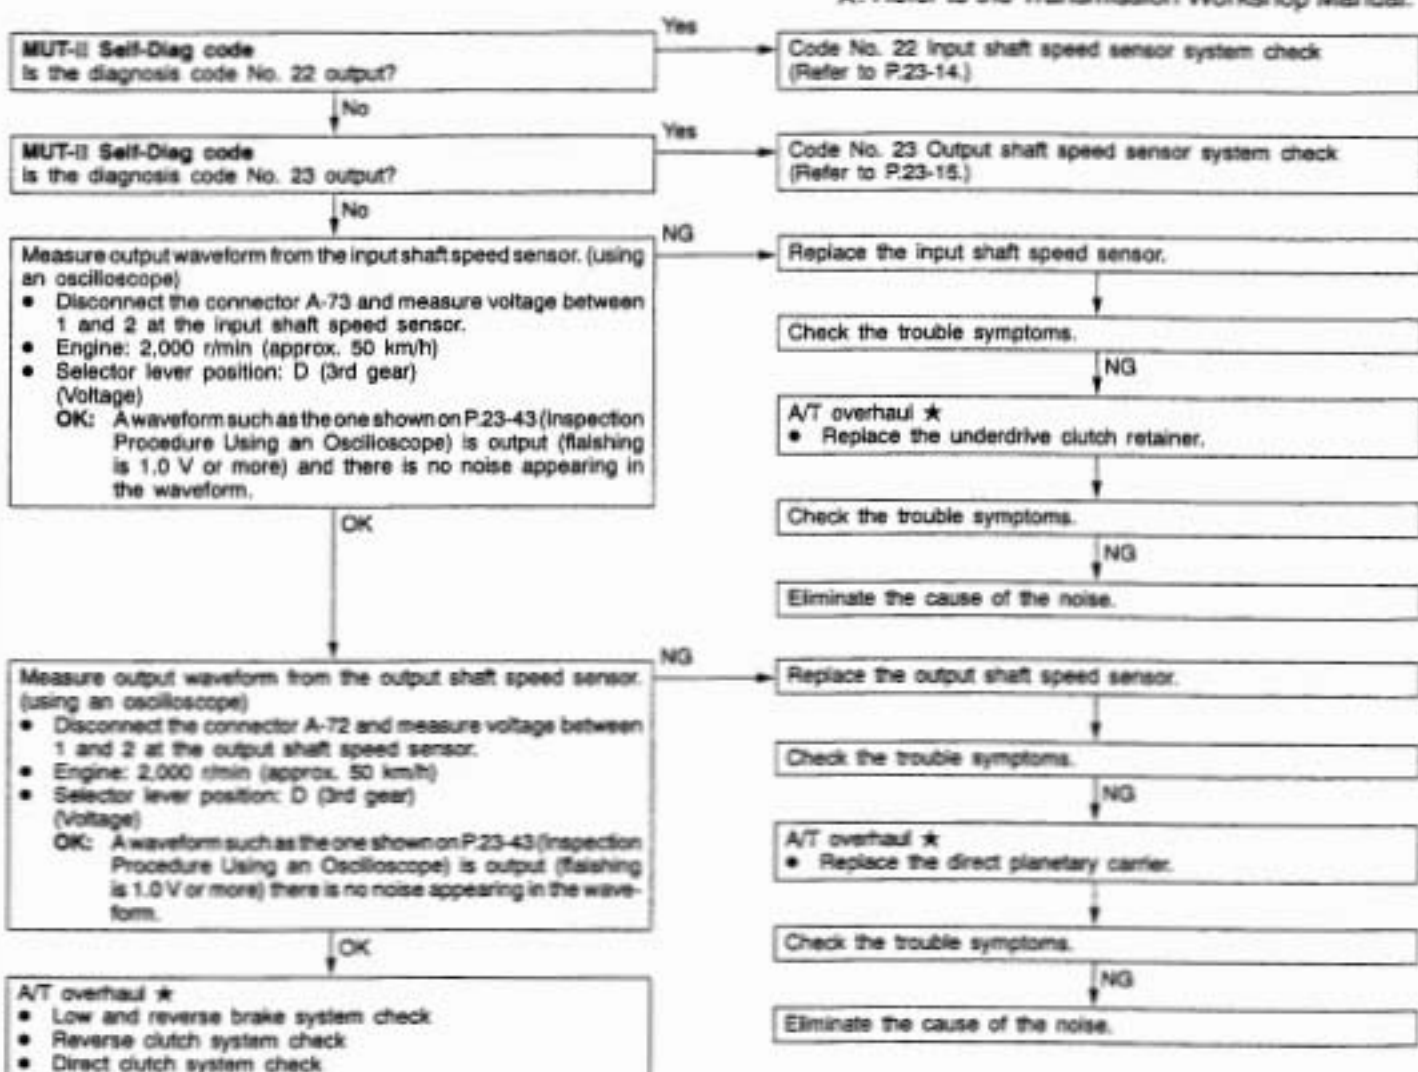 Refer to the Transmission Workshop Manual.
MUT-II Self-Diag code
Is the diagnosis code No. 22 output?
Yes
Code No. 22 Input shaft speed sensor system check
(Refer to P.23-14.)
No
MUT-II Self-Diag code
Is the diagnosis code No. 23 output?
Yes
Code No. 23 Output shaft speed sensor system check
(Refer to P.23-15.)
No
Measure output waveform from the input shaft speed sensor. (using
an oscilloscope)
● Disconnect the connector A-73 and measure voltage between
1 and 2 at the input shaft speed sensor.
● Engine: 2,000 r/min (approx. 50 km/h)
● Selector lever position: D (3rd gear)
(Voltage)
OK: A waveform such as the one shown on P.23-43 (Inspection
Procedure Using an Oscilloscope) is output (flaishing
is 1.0 V or more) and there is no noise appearing in
the waveform.
NG
Replace the input shaft speed sensor.
Check the trouble symptoms.
NG
A/T overhaul ★
● Replace the underdrive clutch retainer.
Check the trouble symptoms.
NG
Eliminate the cause of the noise.
OK
Measure output waveform from the output shaft speed sensor.
(using an oscilloscope)
● Disconnect the connector A-72 and measure voltage between
1 and 2 at the output shaft speed sensor.
● Engine: 2,000 r/min (approx. 50 km/h)
● Selector lever position: D (3rd gear)
(Voltage)
OK: A waveform such as the one shown on P.23-43 (Inspection
Procedure Using an Oscilloscope) is output (flaishing
is 1.0 V or more) there is no noise appearing in the wave-
form.
NG
Replace the output shaft speed sensor.
Check the trouble symptoms.
NG
A/T overhaul ★
● Replace the direct planetary carrier.
Check the trouble symptoms.
NG
Eliminate the cause of the noise.
OK
A/T overhaul ★
● Low and reverse brake system check
● Reverse clutch system check
● Direct clutch system check